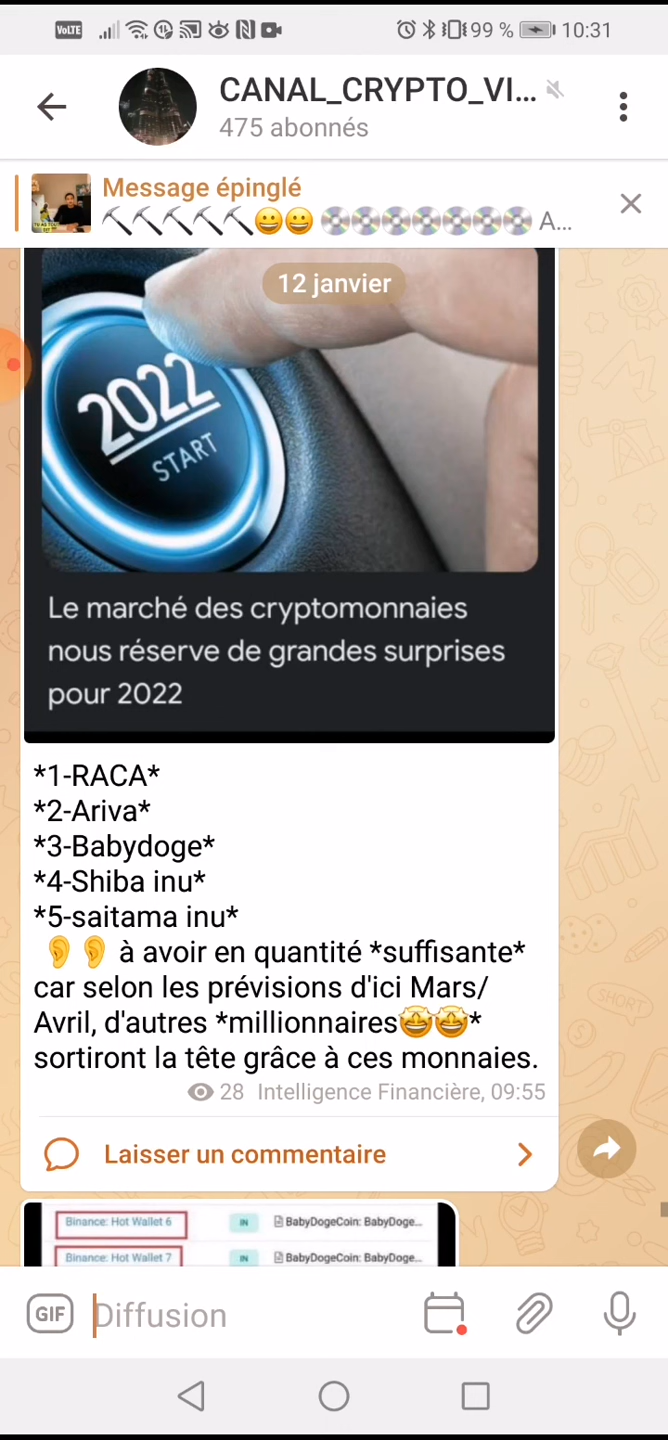 VoLTE
99 %
10:31
CANAL_CRYPTO_VI...
475 abonnés
Message épinglé
A...
12 janvier
2022
START
Le marché des cryptomonnaies
nous réserve de grandes surprises
pour 2022
*1-RACA*
*2-Ariva*
*3-Babydoge*
*4-Shiba inu*
*5-saitama inu*
👂👂 à avoir en quantité *suffisante*
car selon les prévisions d'ici Mars/
Avril, d'autres *millionnaires🤩🤩*
sortiront la tête grâce à ces monnaies.
28 Intelligence Financière, 09:55
Laisser un commentaire
Binance: Hot Wallet 6 IN BabyDogeCoin: BabyDoge...
Binance: Hot Wallet 7 IN BabyDogeCoin: BabyDoge...
GIF Diffusion